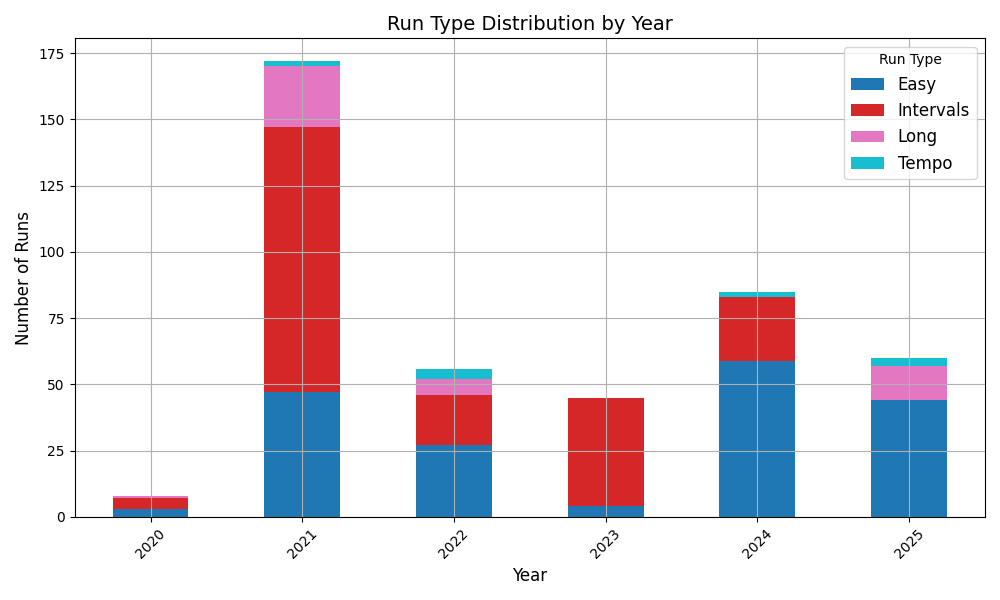 Run Type Distribution by Year
Number of Runs
175
150
125
100
75
50
25
0
Run Type
Easy
Intervals
Long
Tempo
2020
2021
2022
2023
2024
2025
Year